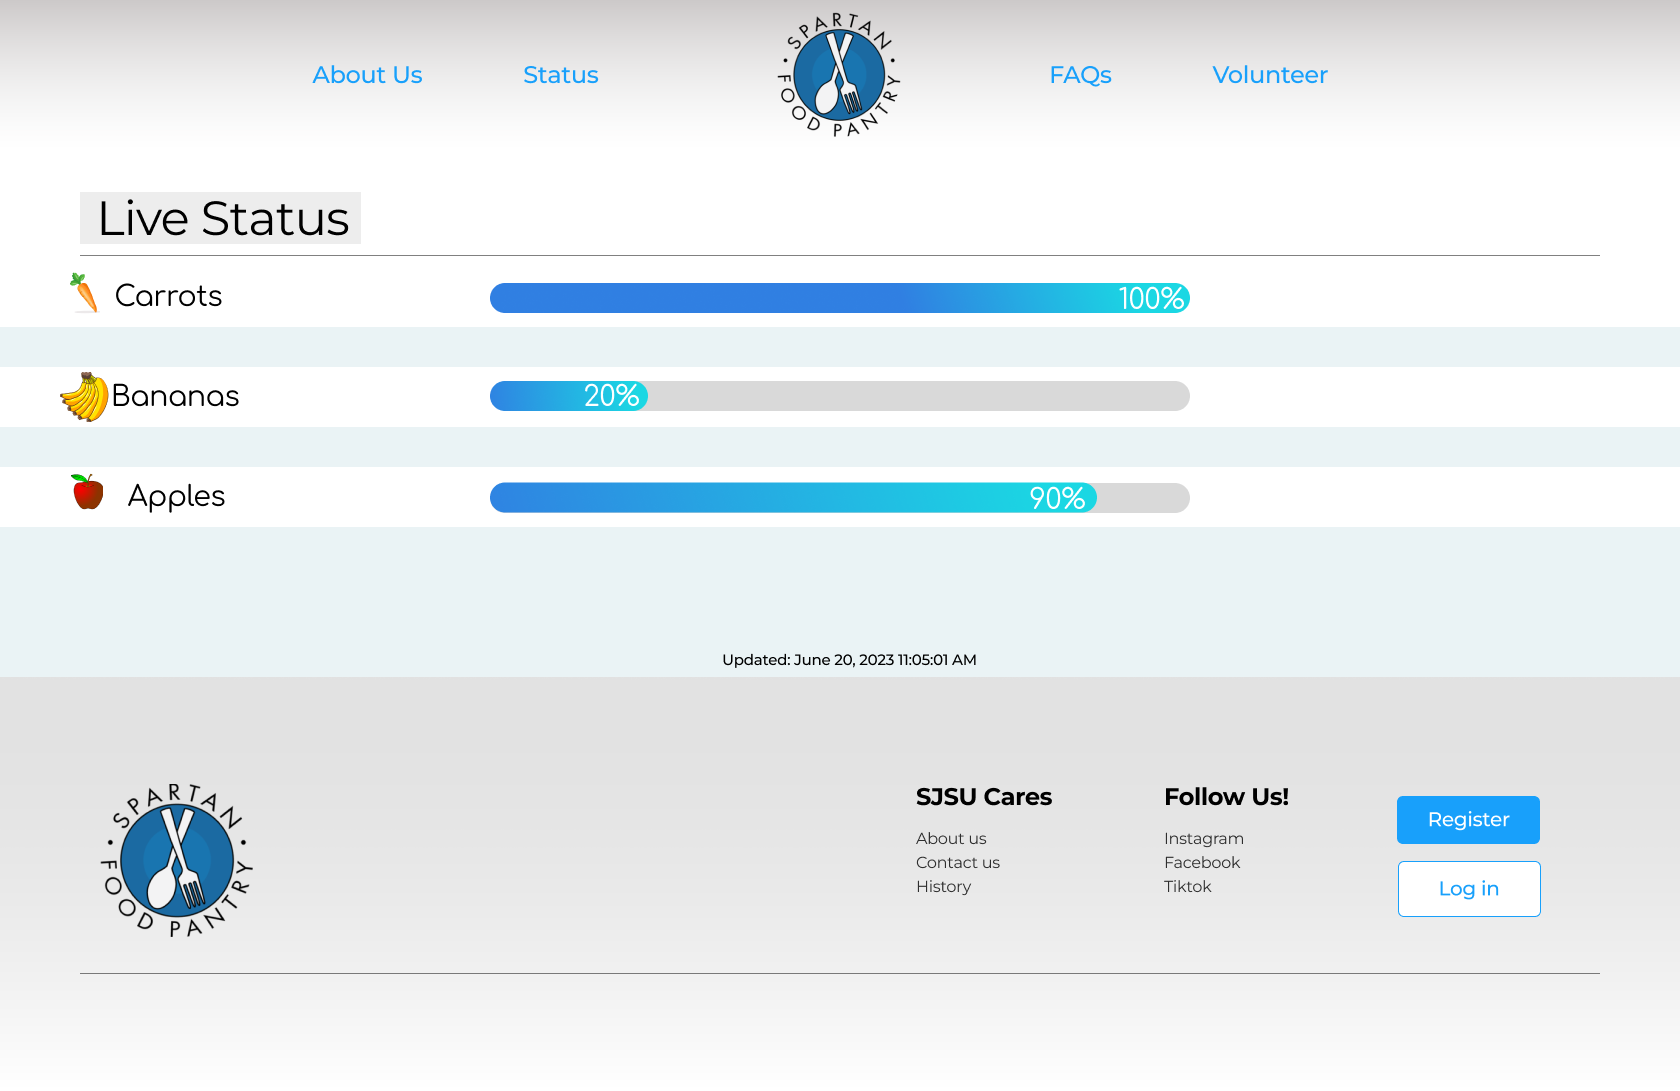 About Us
Status
SPARTAN
FOOD PANTRY
FAQs
Volunteer
Live Status
Carrots
100%
Bananas
20%
Apples
90%
Updated: June 20, 2023 11:05:01 AM
SPARTAN
FOOD PANTRY
SJSU Cares
About us
Contact us
History
Follow Us!
Instagram
Facebook
Tiktok
Register
Log in